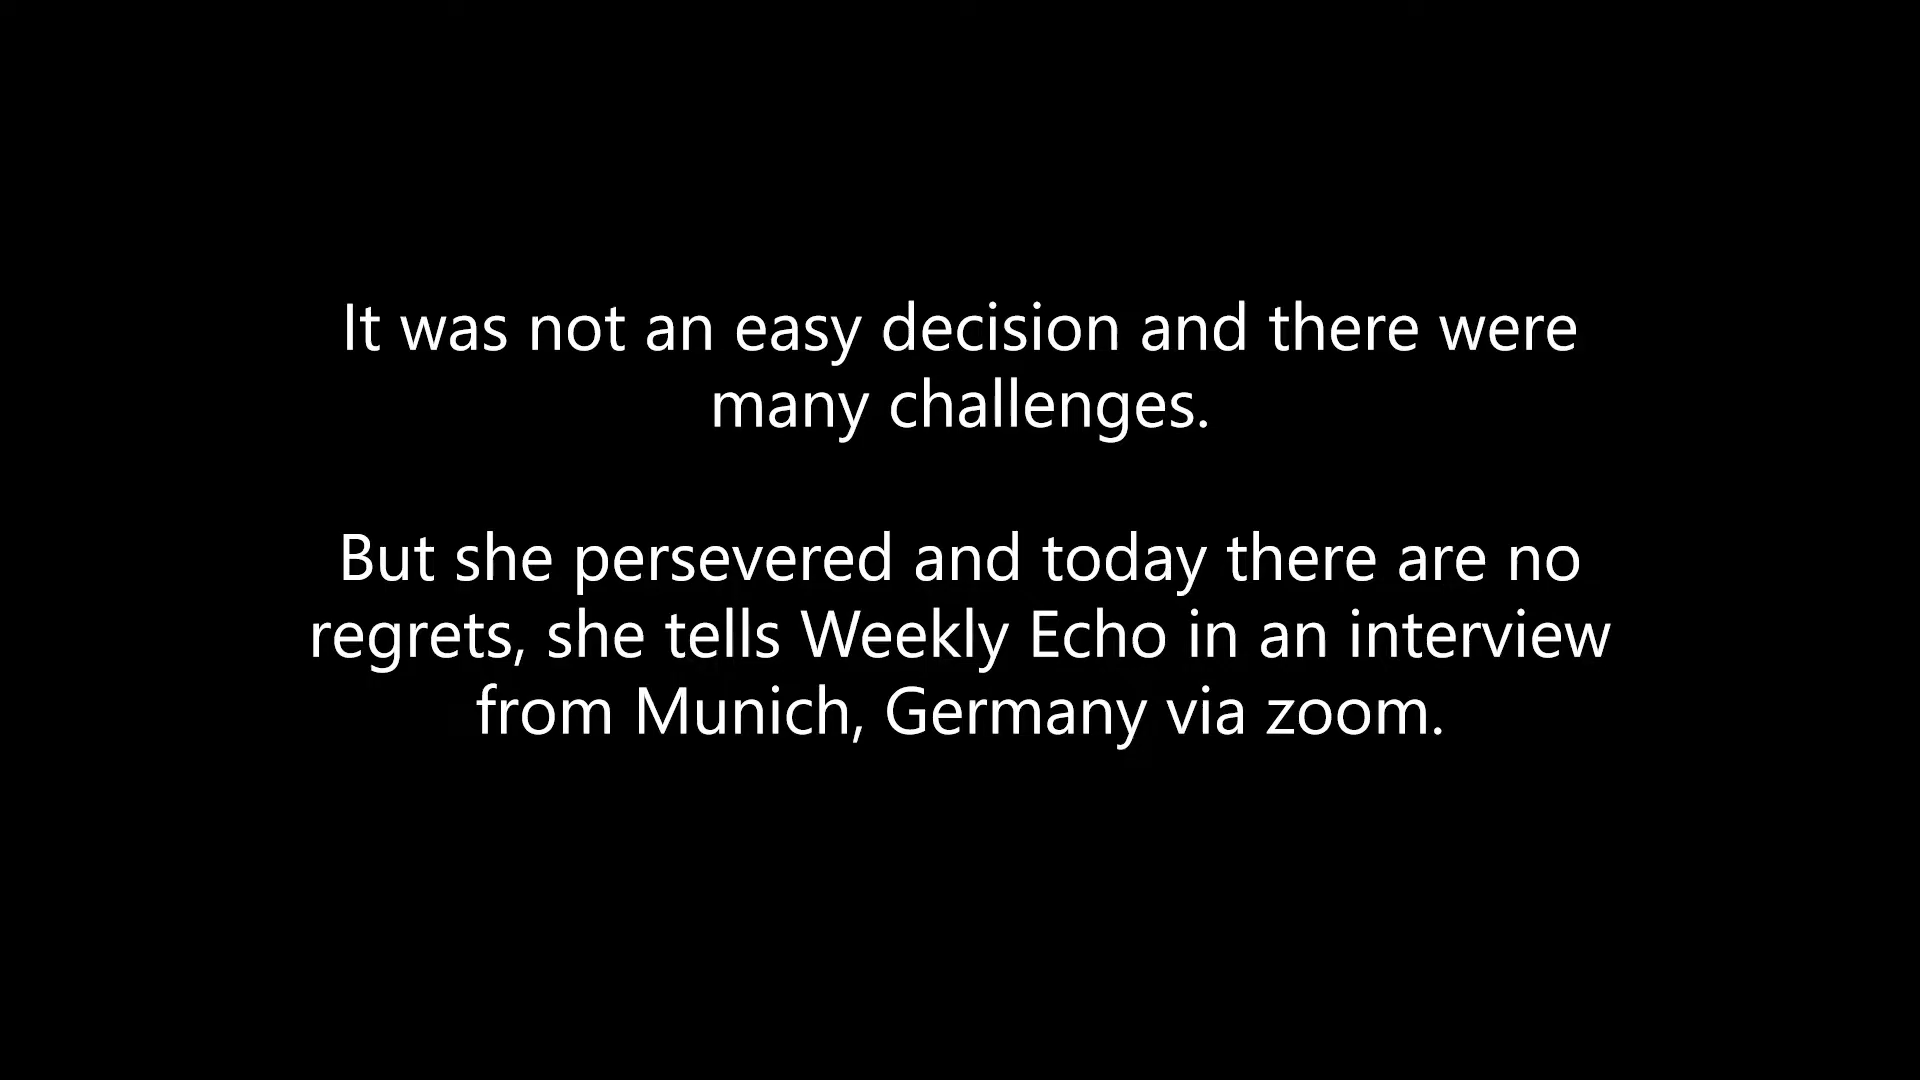 It was not an easy decision and there were
many challenges.
But she persevered and today there are no
regrets, she tells Weekly Echo in an interview
from Munich, Germany via zoom.